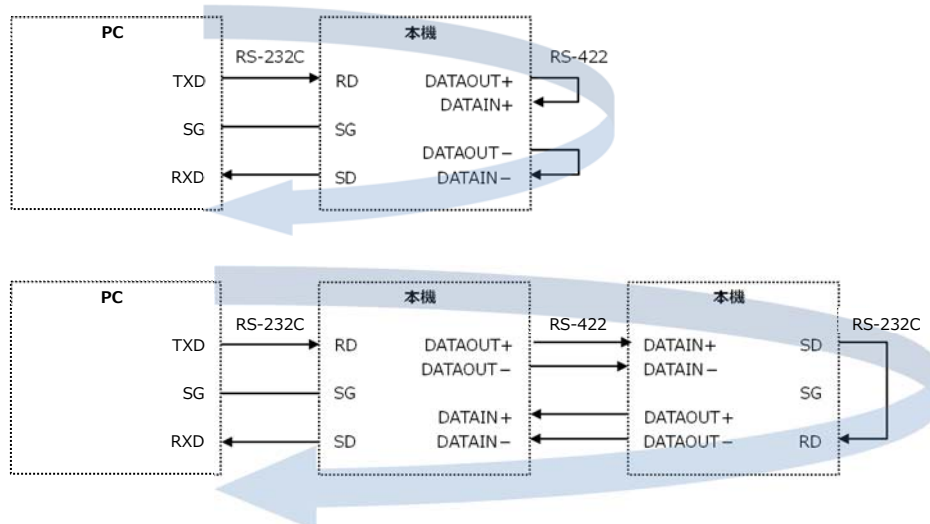 PC
本機
RS-232C
RS-422
TXD
RD
DATAOUT+
DATAIN+
SG
SG
DATAOUT−
RXD
SD
DATAIN−
PC
本機
本機
RS-232C
RS-422
RS-232C
TXD
RD
DATAOUT+
DATAIN+
SD
DATAOUT−
DATAIN−
SG
SG
SG
DATAIN+
DATAOUT+
RXD
SD
DATAIN−
DATAOUT−
RD